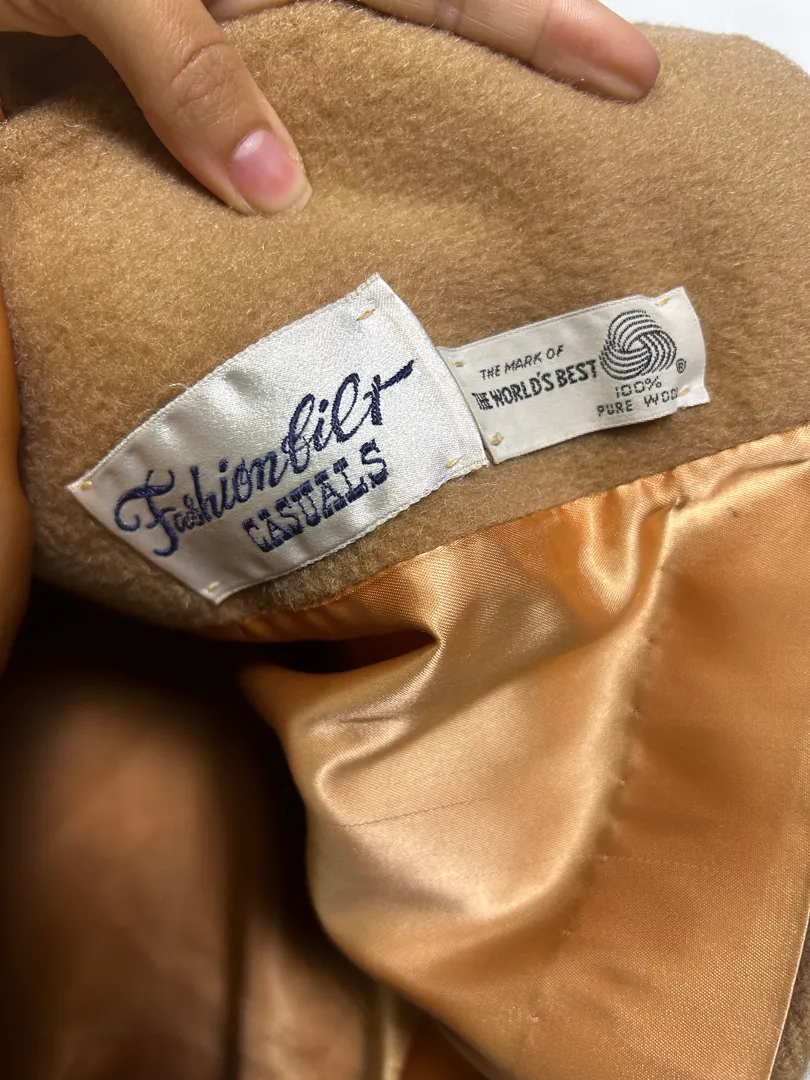 Fashionbilt
CASUALS
THE MARK OF
THE WORLD'S BEST
®
100%
PURE WOO